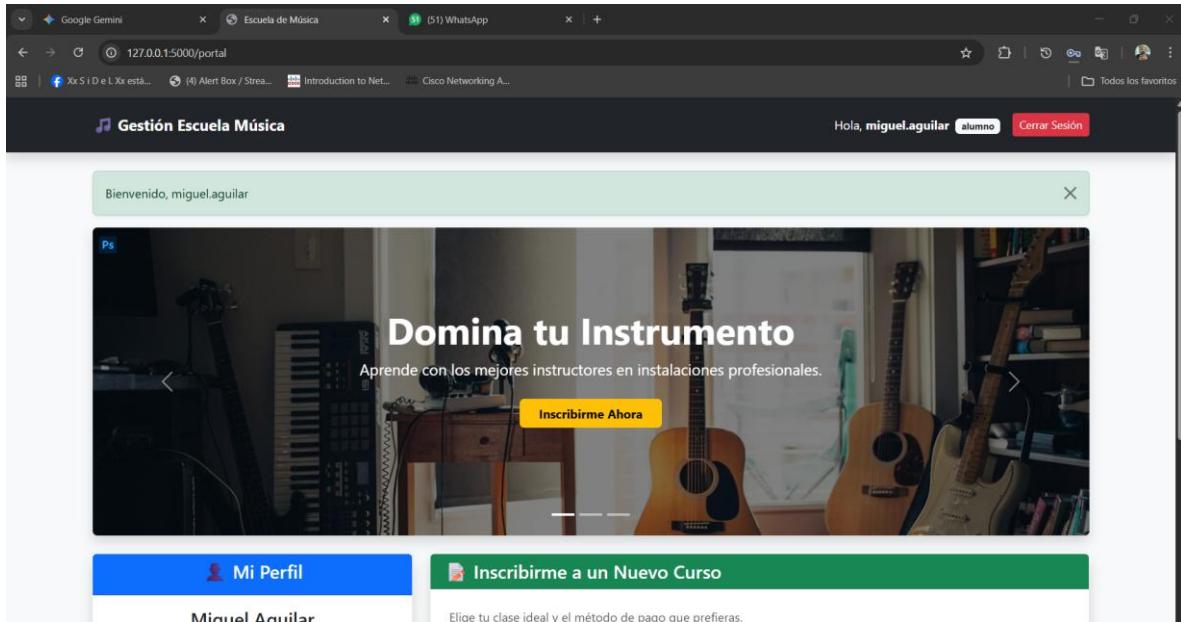 Google Gemini
Escuela de Música
(51) WhatsApp
127.0.0.1:5000/portal
Xx S i D e L Xx está...
(4) Alert Box / Strea...
Introduction to Net...
Cisco Networking A...
Todos los favoritos
Gestión Escuela Música
Hola, miguel.aguilar alumno Cerrar Sesión
Bienvenido, miguel.aguilar
Ps
Domina tu Instrumento
Aprende con los mejores instructores en instalaciones profesionales.
Inscribirme Ahora
Mi Perfil
Inscribirme a un Nuevo Curso
Miguel Aguilar
Elige tu clase ideal y el método de pago que prefieras.